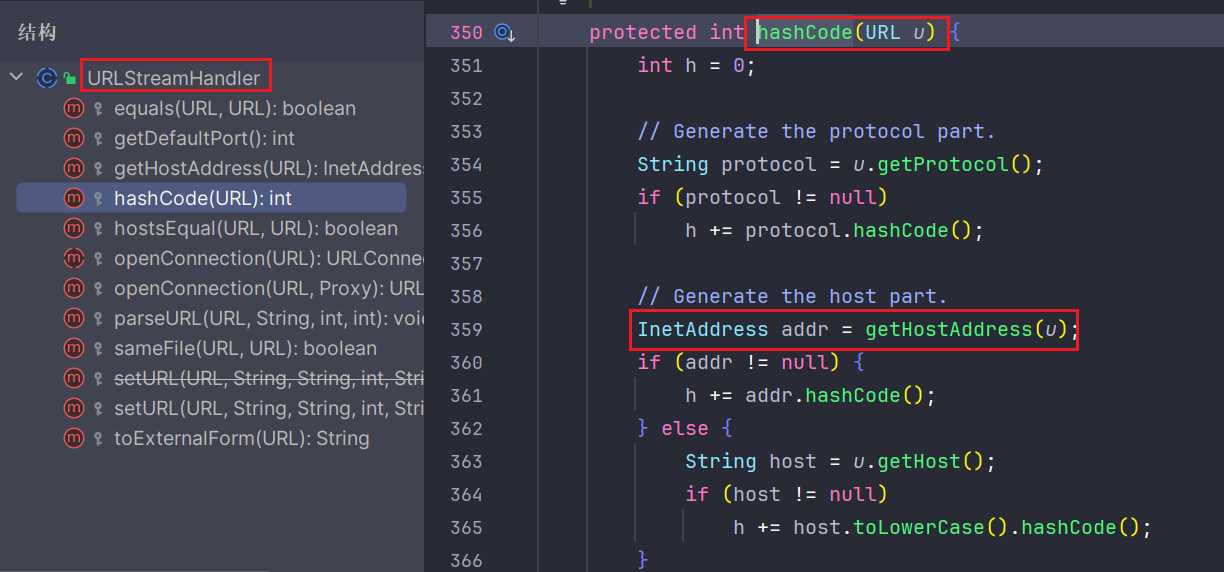 结构
URLStreamHandler
equals(URL, URL): boolean
getDefaultPort(): int
getHostAddress(URL): InetAddres
hashCode(URL): int
hostsEqual(URL, URL): boolean
openConnection(URL): URLConne
openConnection(URL, Proxy): URL
parseURL(URL, String, int, int): voi
sameFile(URL, URL): boolean
setURL(URL, String, String, int, Stri
setURL(URL, String, String, int, Stri
toExternalForm(URL): String
350 protected int hashCode(URL u) {
351 int h = 0;
352
353 // Generate the protocol part.
354 String protocol = u.getProtocol();
355 if (protocol != null)
356 h += protocol.hashCode();
357
358 // Generate the host part.
359 InetAddress addr = getHostAddress(u);
360 if (addr != null) {
361 h += addr.hashCode();
362 } else {
363 String host = u.getHost();
364 if (host != null)
365 h += host.toLowerCase().hashCode();
366 }